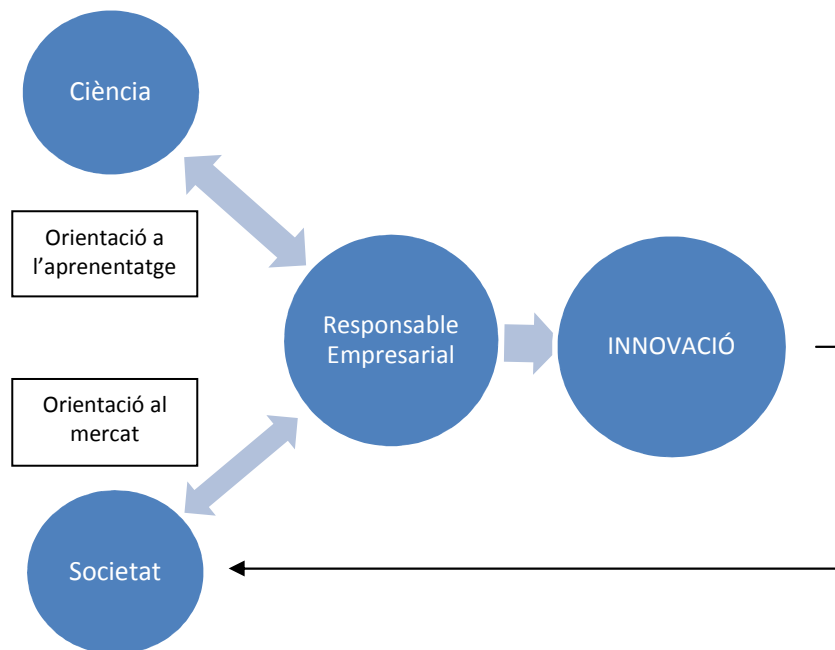 Ciència
Orientació a
l’aprenentatge
Responsable
Empresarial
INNOVACIÓ
Orientació al
mercat
Societat